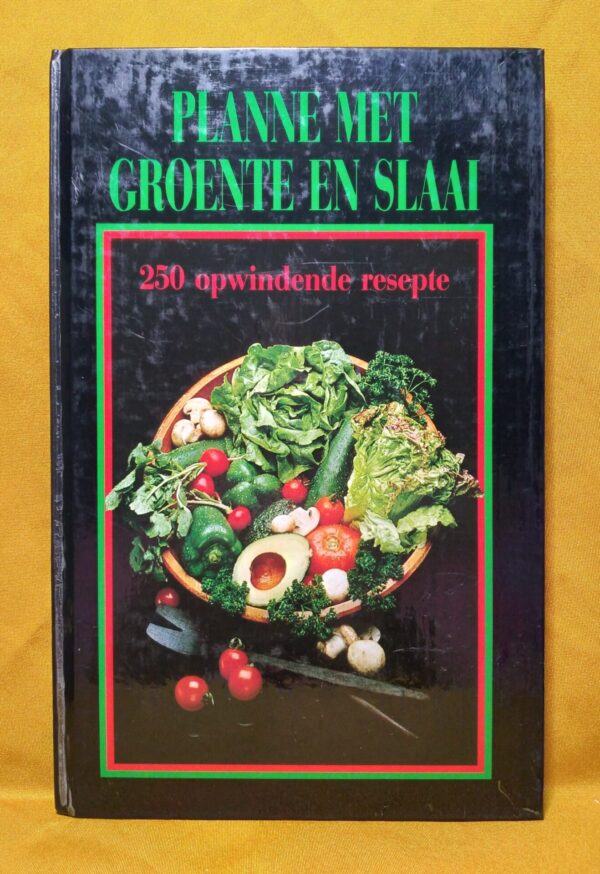 PLANNE MET
GROENTE EN SLAAI
250 opwindende resepte